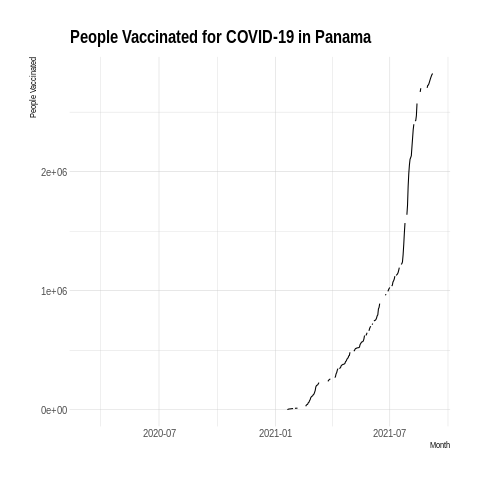 People Vaccinated for COVID-19 in Panama
People Vaccinated
2e+06
1e+06
0e+00
2020-07
2021-01
2021-07
Month